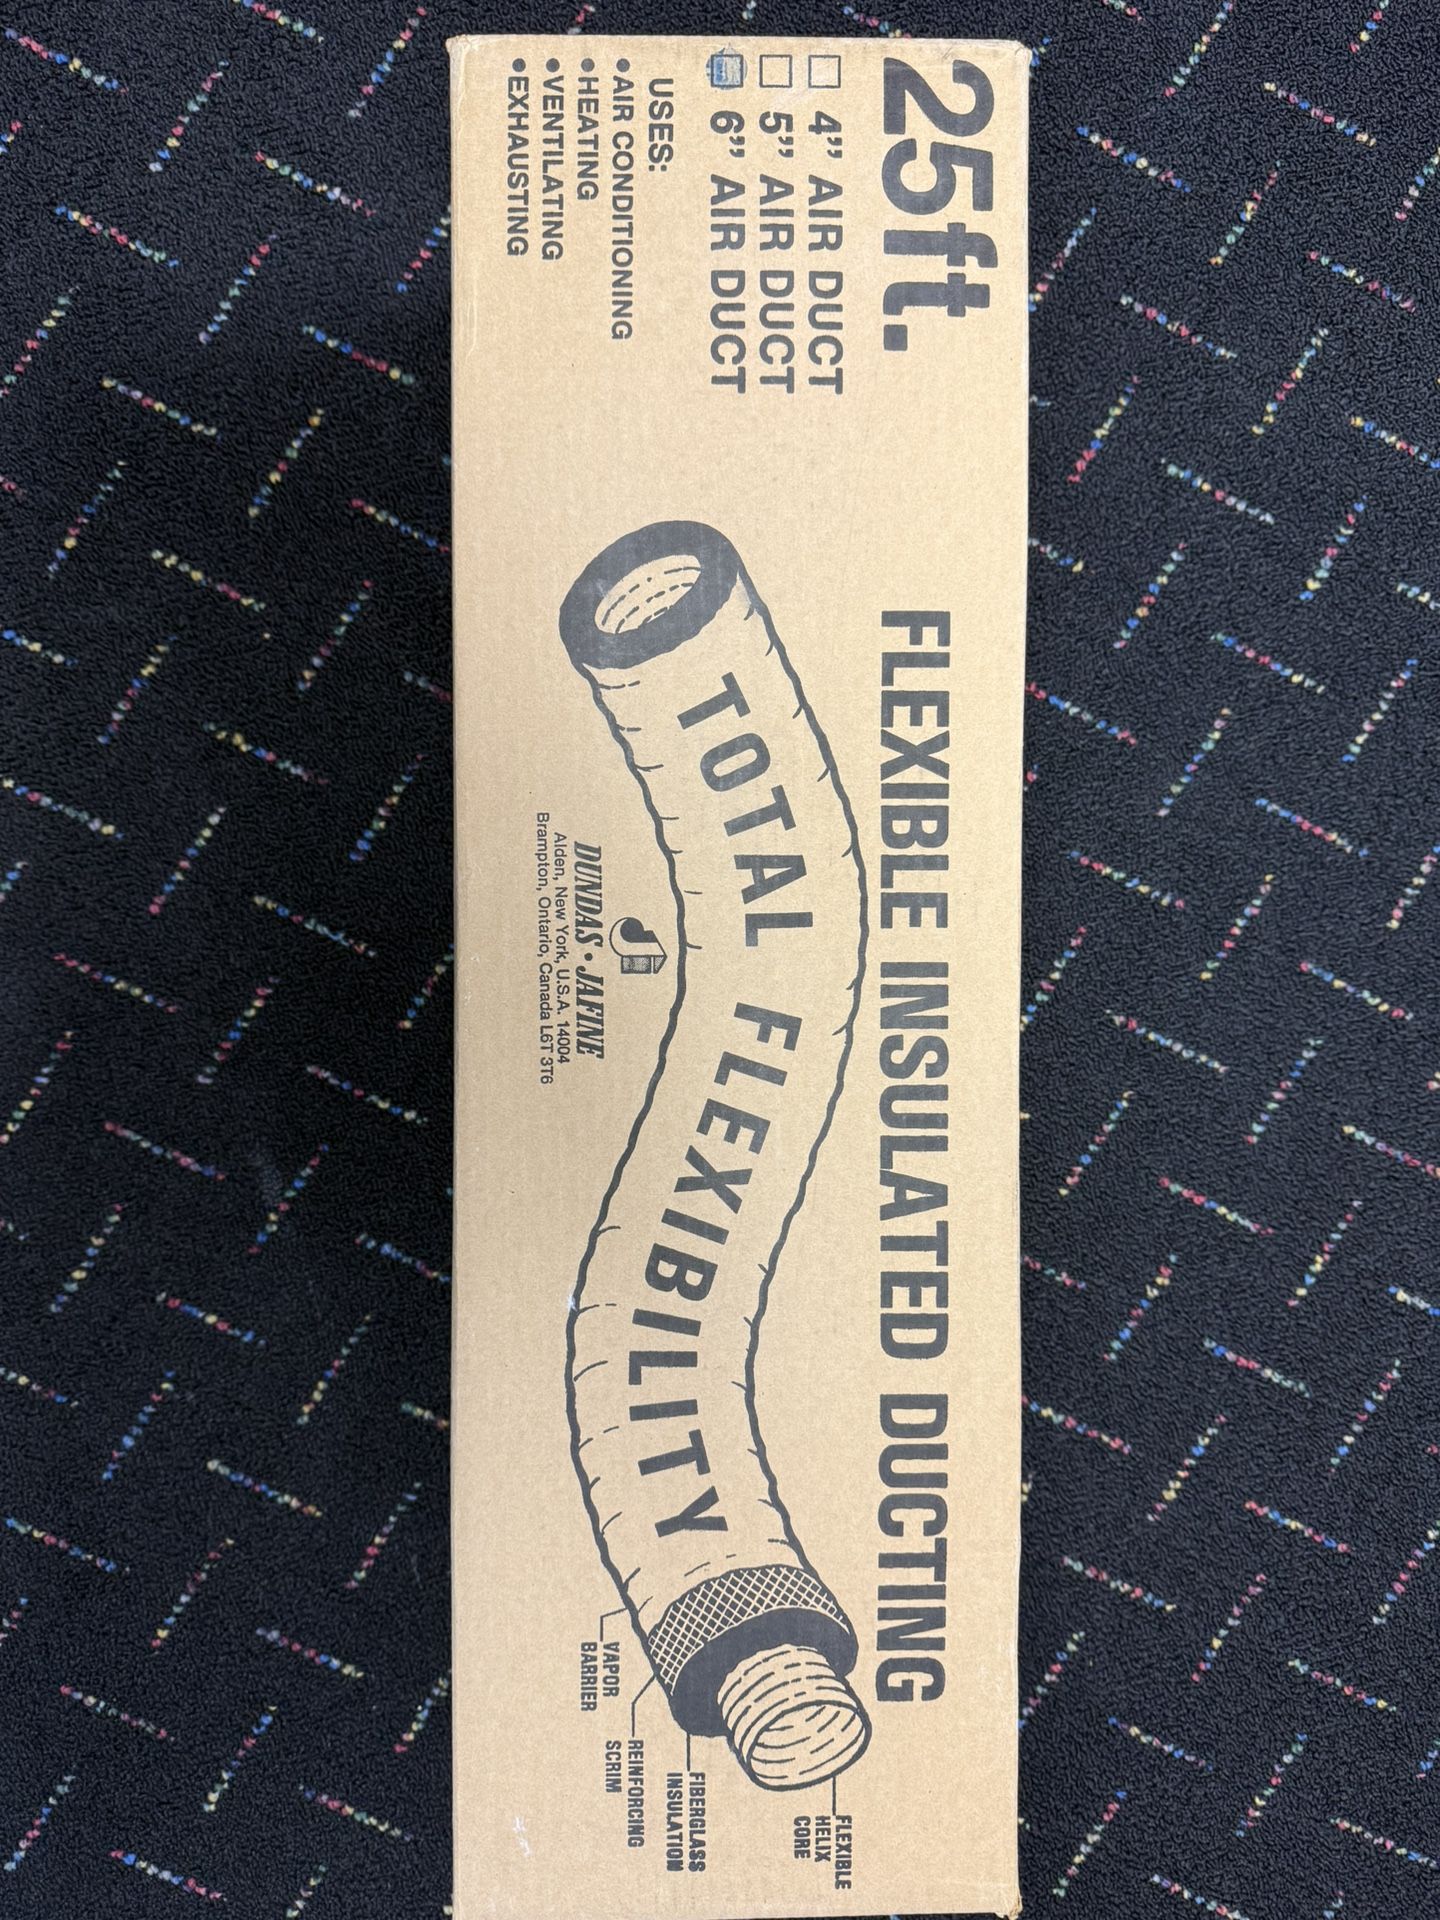 25ft.
4” AIR DUCT
5” AIR DUCT
6” AIR DUCT
USES:
•AIR CONDITIONING
•HEATING
•VENTILATING
•EXHAUSTING
FLEXIBLE INSULATED DUCTING
TOTAL FLEXIBILITY
DUNDAS • JAFINE
Alden, New York, U.S.A. 14004
Brampton, Ontario, Canada L6T 3T6
FLEXIBLE
HELIX
CORE
FIBERGLASS
INSULATION
REINFORCING
SCRIM
VAPOR
BARRIER